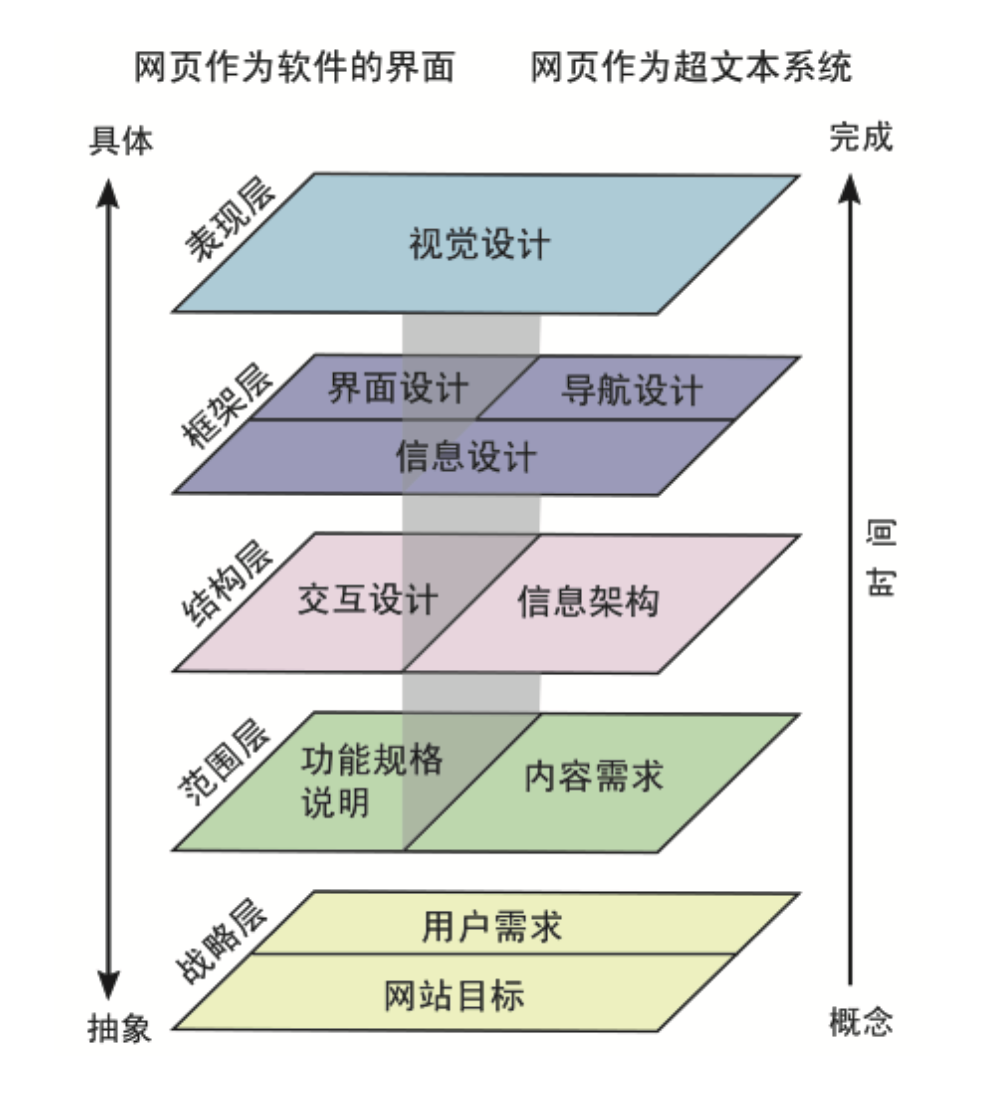 网页作为软件的界面
网页作为超文本系统
具体
完成
表现层
视觉设计
框架层
界面设计
导航设计
信息设计
时间
结构层
交互设计
信息架构
范围层
功能规格
说明
内容需求
战略层
用户需求
网站目标
抽象
概念